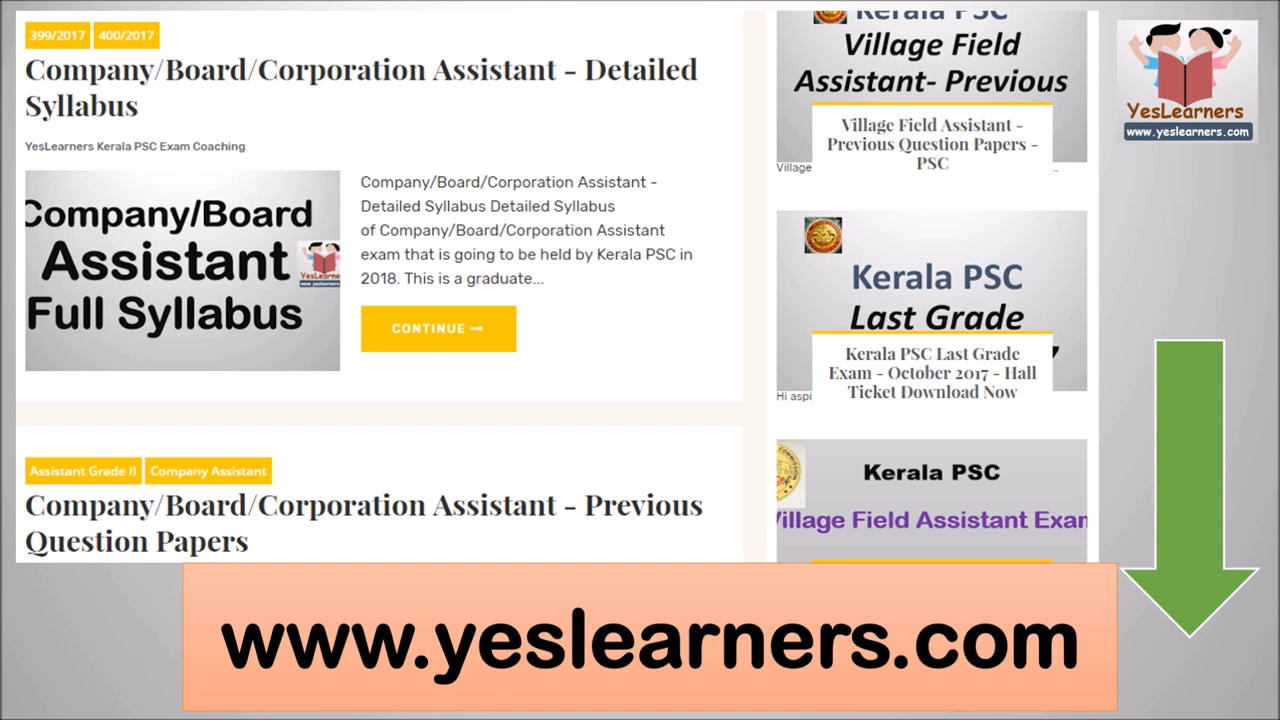 399/2017 400/2017
Company/Board/Corporation Assistant - Detailed
Syllabus
YesLearners Kerala PSC Exam Coaching
Company/Board
Assistant
Full Syllabus
YesLearne
Company/Board/Corporation Assistant -
Detailed Syllabus Detailed Syllabus
of Company/Board/Corporation Assistant
exam that is going to be held by Kerala PSC in
2018. This is a graduate...
CONTINUE
Assistant Grade II Company Assistant
Company/Board/Corporation Assistant - Previous
Question Papers
Kerala PSC
Village Field
Assistant- Previous
Village Field Assistant -
Previous Question Papers -
PSC
Village
..
Kerala PSC
Last Grade
Kerala PSC Last Grade
Exam - October 2017 - Hall
Ticket Download Now
Hi aspi
Kerala PSC
Village Field Assistant Exam
YesLearners
www.yeslearners.com
www.yeslearners.com